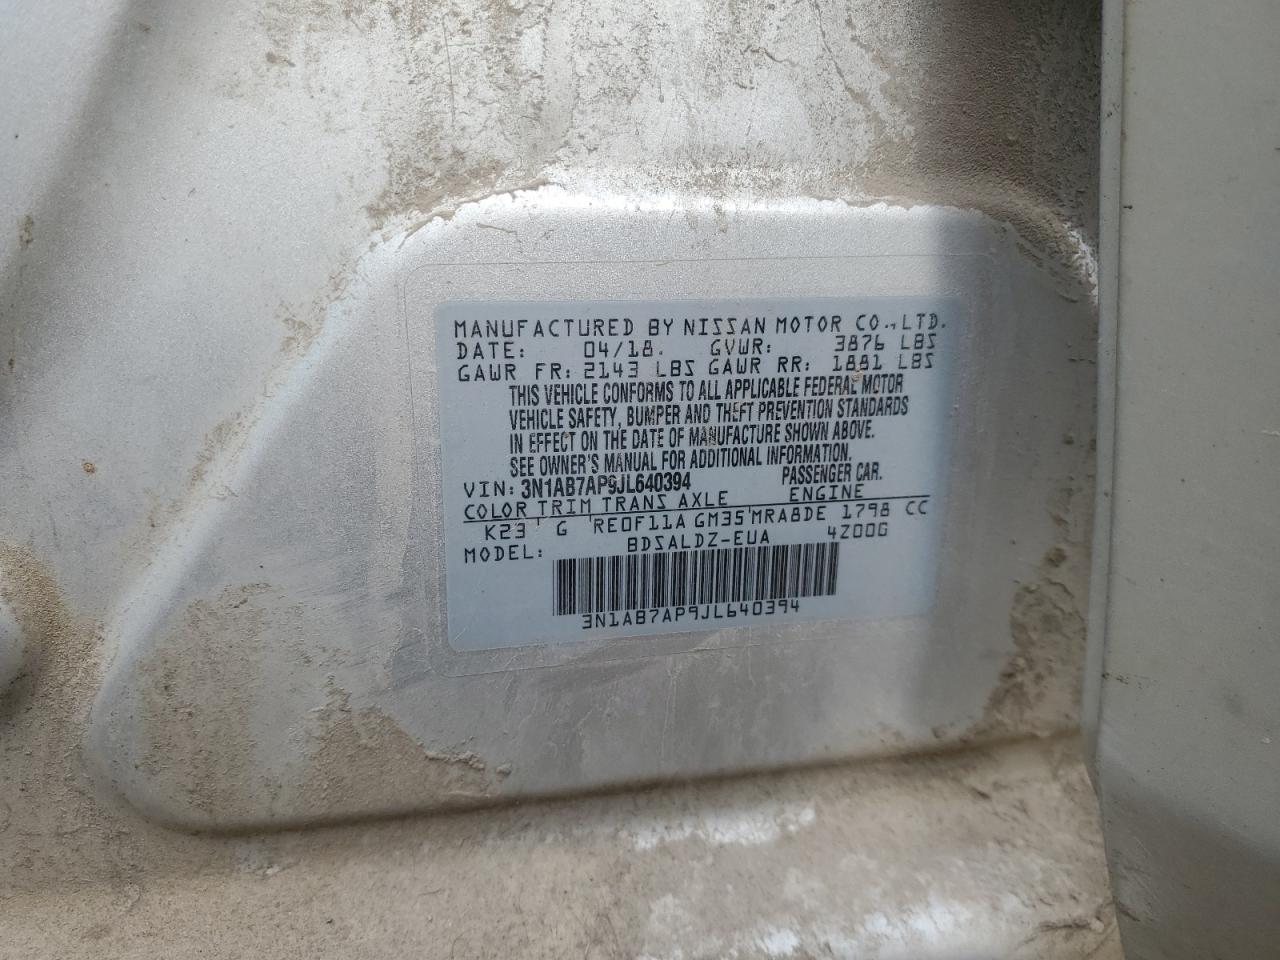 MANUFACTURED BY NISSAN MOTOR CO.,LTD.
DATE: 04/18. GVWR: 3876 LBS
GAWR FR: 2143 LBS GAWR RR: 1881 LBS
THIS VEHICLE CONFORMS TO ALL APPLICABLE FEDERAL MOTOR
VEHICLE SAFETY, BUMPER AND THEFT PREVENTION STANDARDS
IN EFFECT ON THE DATE OF MANUFACTURE SHOWN ABOVE.
SEE OWNER'S MANUAL FOR ADDITIONAL INFORMATION.
VIN: 3N1AB7AP9JL640394 PASSENGER CAR.
COLOR TRIM TRANS AXLE ENGINE
K23 G RE0F11A GM35 MRA8DE 1798 CC
MODEL: BDSALDZ-EUA 4Z00G
3N1AB7AP9JL640394